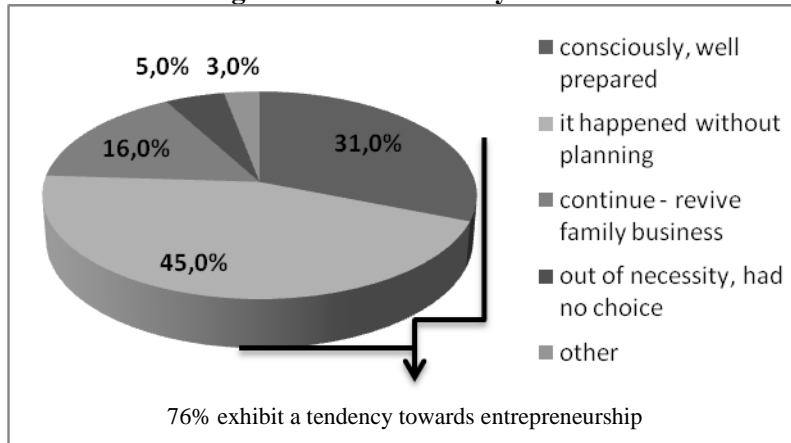 5,0%
3,0%
31,0%
16,0%
45,0%
consciously, well
prepared
it happened without
planning
continue - revive
family business
out of necessity, had
no choice
other
76% exhibit a tendency towards entrepreneurship